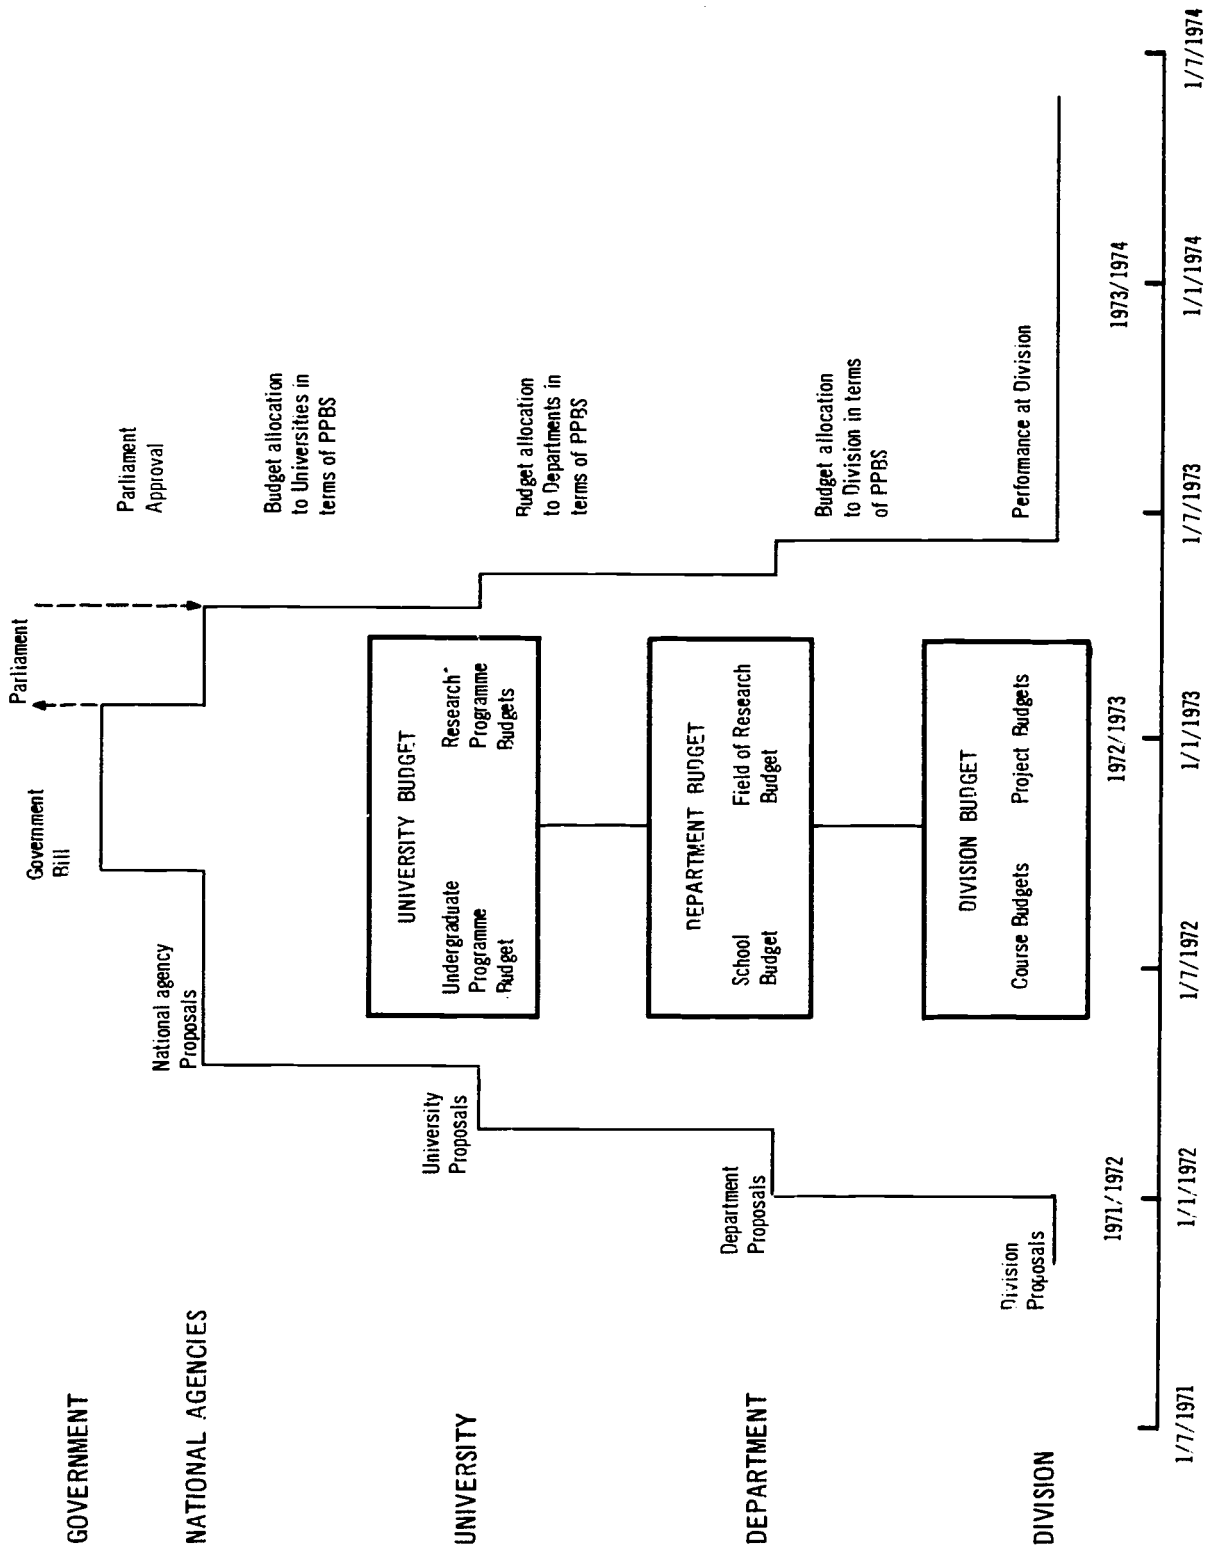 Parliament
Government
Bill
Parliament
Approval
GOVERNMENT
National agency
Proposals
NATIONAL AGENCIES
Budget allocation
to Universities in
terms of PPBS
UNIVERSITY BUDGET
Undergraduate
Programme
Budget
Research
Programme
Budgets
University
Proposals
UNIVERSITY
Budget allocation
to Departments in
terms of PPBS
DEPARTMENT BUDGET
School
Budget
Field of Research
Budget
Department
Proposals
DEPARTMENT
Budget allocation
to Division in terms
of PPBS
DIVISION BUDGET
Course Budgets
Project Budgets
Division
Proposals
Performance at Division
DIVISION
1971/1972
1972/1973
1973/1974
1/7/1971
1/1/1972
1/7/1972
1/1/1973
1/7/1973
1/1/1974
1/7/1974